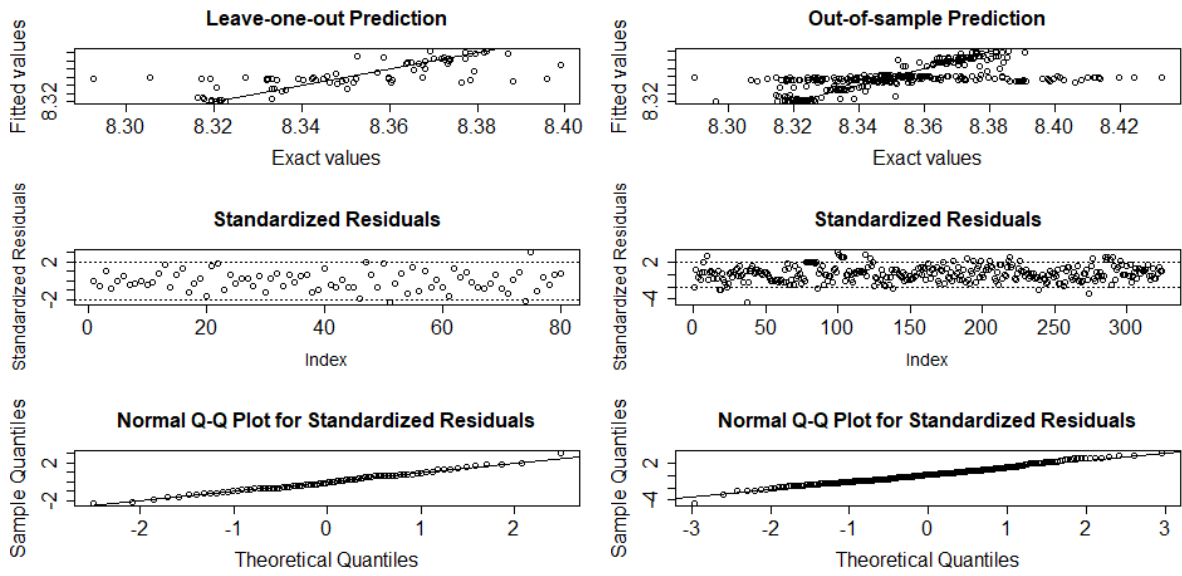 Leave-one-out Prediction
Fitted values
8.32
8.30 8.32 8.34 8.36 8.38 8.40
Exact values
Out-of-sample Prediction
Fitted values
8.32
8.30 8.32 8.34 8.36 8.38 8.40 8.42
Exact values
Standardized Residuals
Standardized Residuals
2
-2
0 20 40 60 80
Index
Standardized Residuals
Standardized Residuals
2
-4
0 50 100 150 200 250 300
Index
Normal Q-Q Plot for Standardized Residuals
Sample Quantiles
2
-2
-2 -1 0 1 2
Theoretical Quantiles
Normal Q-Q Plot for Standardized Residuals
Sample Quantiles
2
-4
-3 -2 -1 0 1 2 3
Theoretical Quantiles